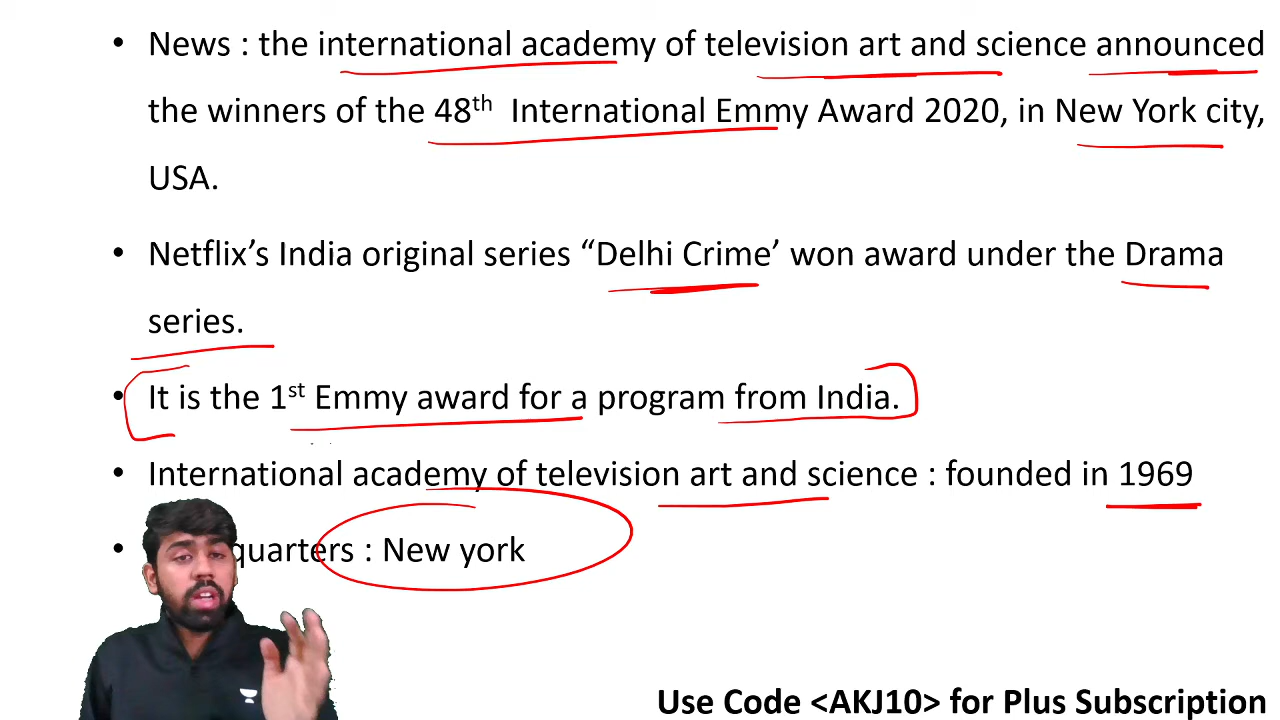 • News : the international academy of television art and science announced
the winners of the 48th International Emmy Award 2020, in New York city,
USA.
• Netflix’s India original series “Delhi Crime’ won award under the Drama
series.
• It is the 1st Emmy award for a program from India.
• International academy of television art and science : founded in 1969
• quarters : New york
Use Code <AKJ10> for Plus Subscription